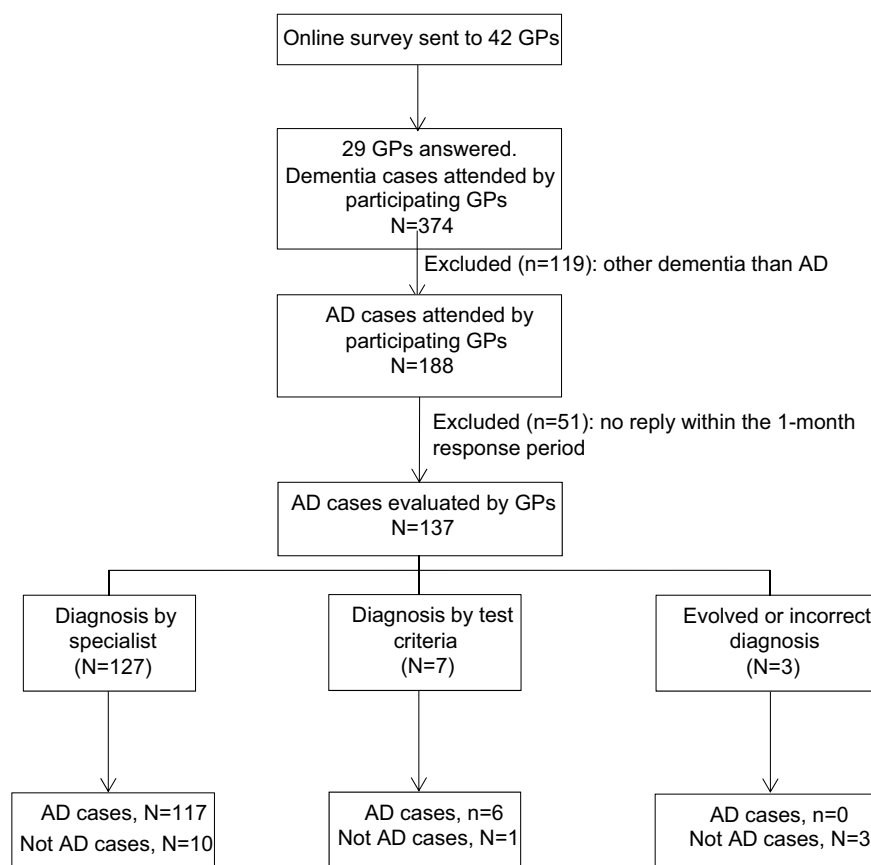 Online survey sent to 42 GPs
29 GPs answered.
Dementia cases attended by
participating GPs
N=374
Excluded (n=119): other dementia than AD
AD cases attended by
participating GPs
N=188
Excluded (n=51): no reply within the 1-month
response period
AD cases evaluated by GPs
N=137
Diagnosis by
specialist
(N=127)
Diagnosis by test
criteria
(N=7)
Evolved or incorrect
diagnosis
(N=3)
AD cases, N=117
Not AD cases, N=10
AD cases, n=6
Not AD cases, N=1
AD cases, n=0
Not AD cases, N=3